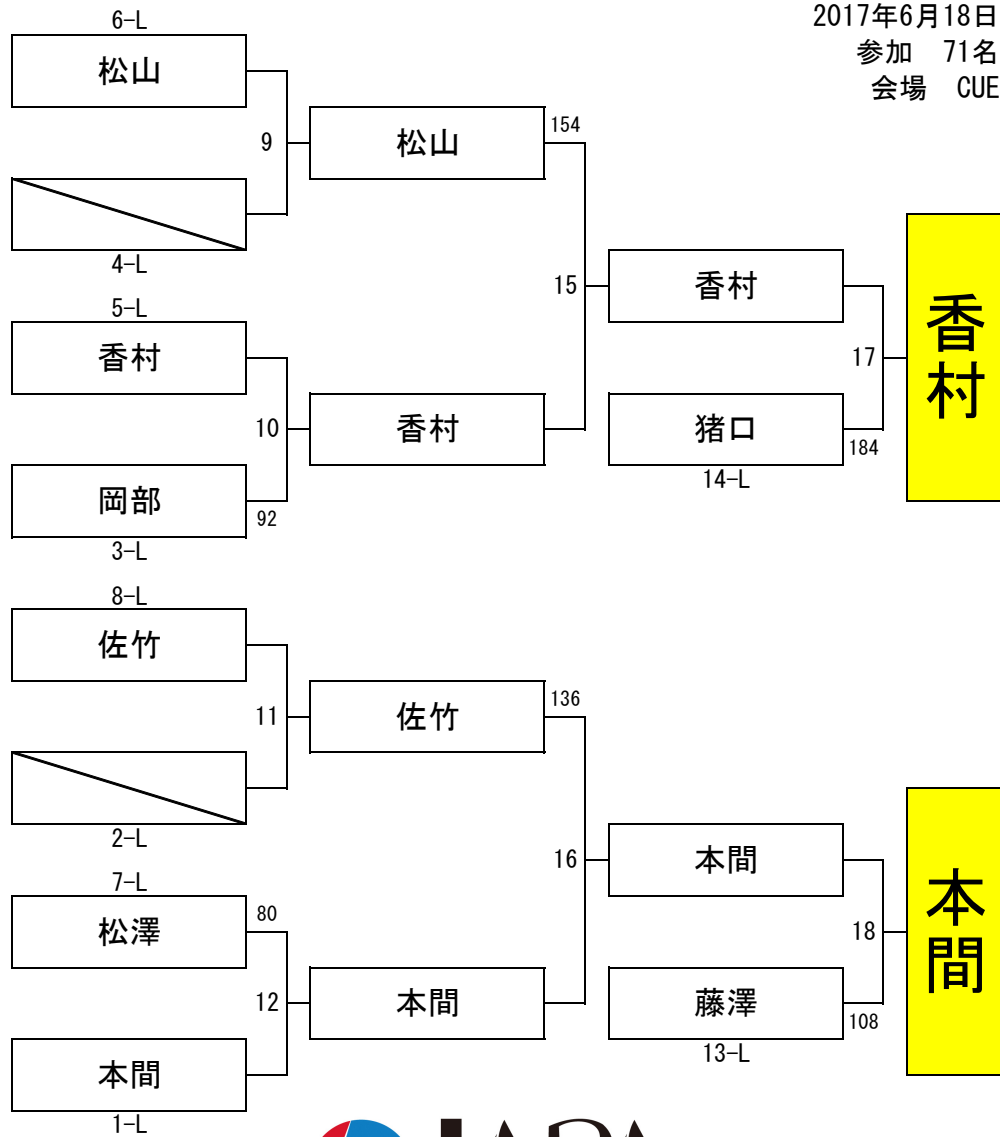 2017年6月18日
参加　71名
会場　CUE
6-L
松山
9
松山
154
4-L
5-L
香村
10
香村
岡部
92
3-L
15
香村
17
猪口
184
14-L
香村
8-L
佐竹
11
佐竹
136
2-L
7-L
松澤
80
12
本間
本間
1-L
16
本間
18
藤澤
108
13-L
本間